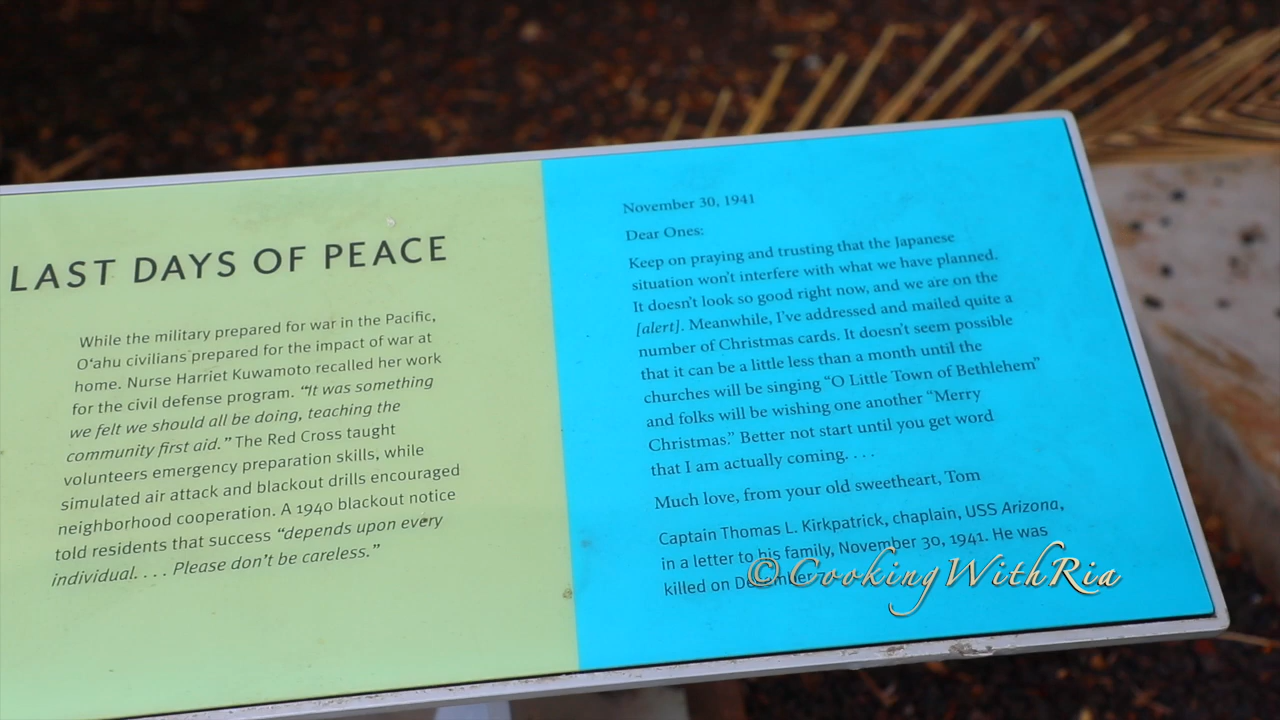 LAST DAYS OF PEACE
While the military prepared for war in the Pacific,
Oʻahu civilians prepared for the impact of war at
home. Nurse Harriet Kuwamoto recalled her work
for the civil defense program. “It was something
we felt we should all be doing, teaching the
community first aid.” The Red Cross taught
volunteers emergency preparation skills, while
simulated air attack and blackout drills encouraged
neighborhood cooperation. A 1940 blackout notice
told residents that success “depends upon every
individual. . . . Please don’t be careless.”
November 30, 1941
Dear Ones:
Keep on praying and trusting that the Japanese
situation won’t interfere with what we have planned.
It doesn’t look so good right now, and we are on the
[alert]. Meanwhile, I’ve addressed and mailed quite a
number of Christmas cards. It doesn’t seem possible
that it can be a little less than a month until the
churches will be singing “O Little Town of Bethlehem”
and folks will be wishing one another “Merry
Christmas.” Better not start until you get word
that I am actually coming. . . .
Much love, from your old sweetheart, Tom
Captain Thomas L. Kirkpatrick, chaplain, USS Arizona,
in a letter to his family, November 30, 1941. He was
killed on December
© CookingWithRia